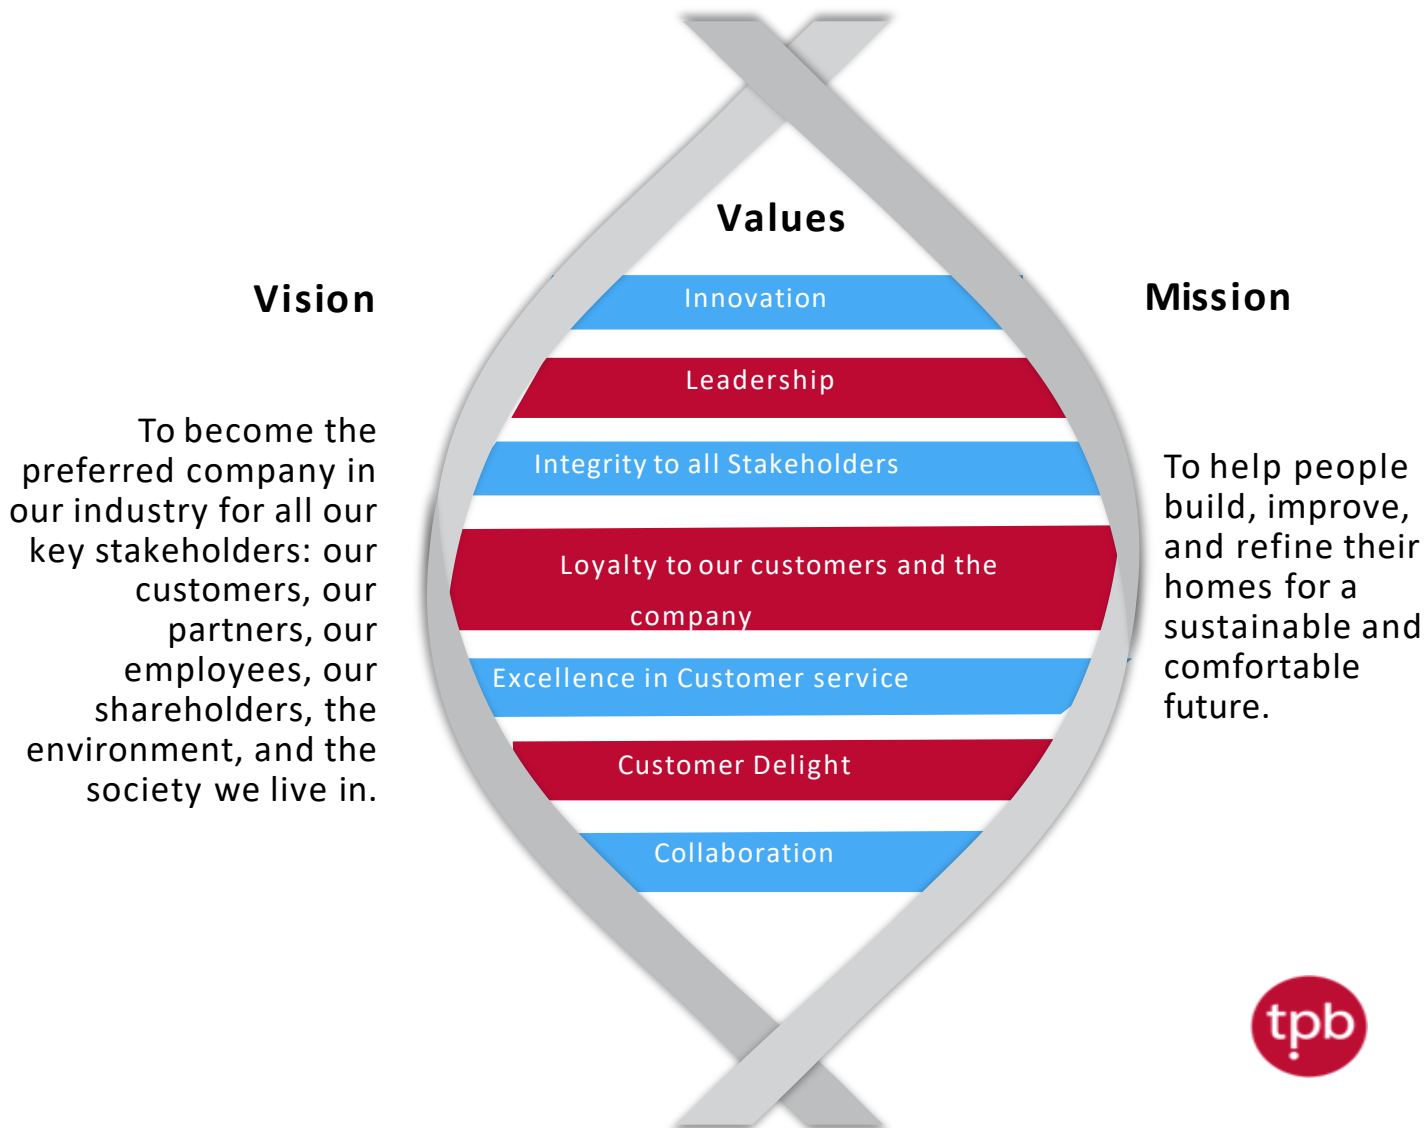 Values
Vision
To become the
preferred company in
our industry for all our
key stakeholders: our
customers, our
partners, our
employees, our
shareholders, the
environment, and the
society we live in.
Innovation
Leadership
Integrity to all Stakeholders
Loyalty to our customers and the
company
Excellence in Customer service
Customer Delight
Collaboration
Mission
To help people
build, improve,
and refine their
homes for a
sustainable and
comfortable
future.
tpb